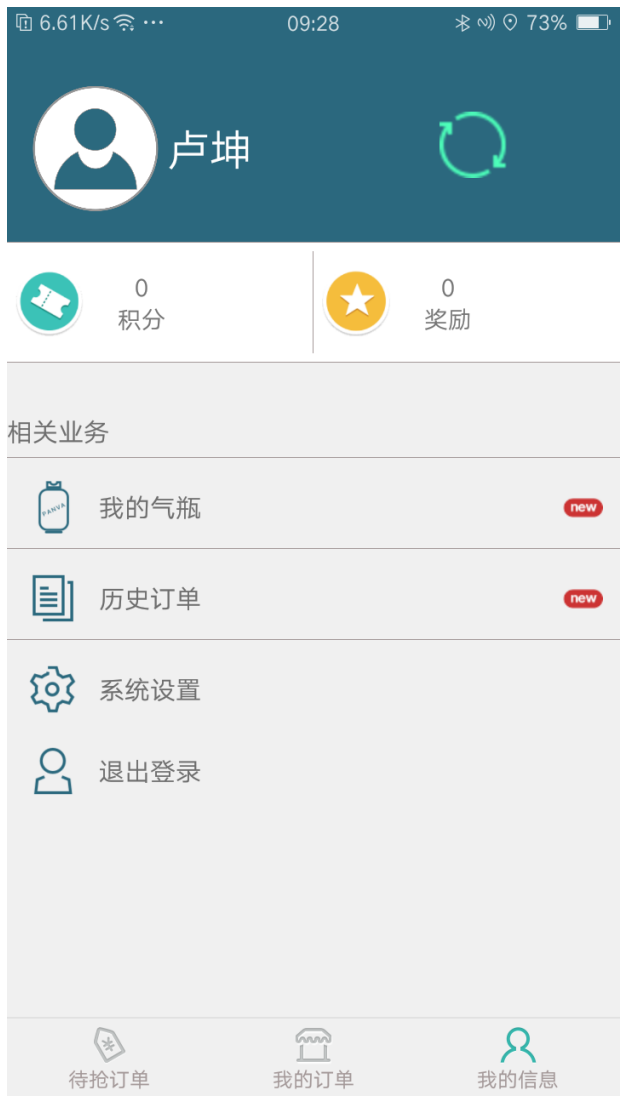 6.61K/s ··· 09:28 73%
卢坤
0
积分
0
奖励
相关业务
PANVA 我的气瓶 new
历史订单 new
系统设置
退出登录
待抢订单 我的订单 我的信息